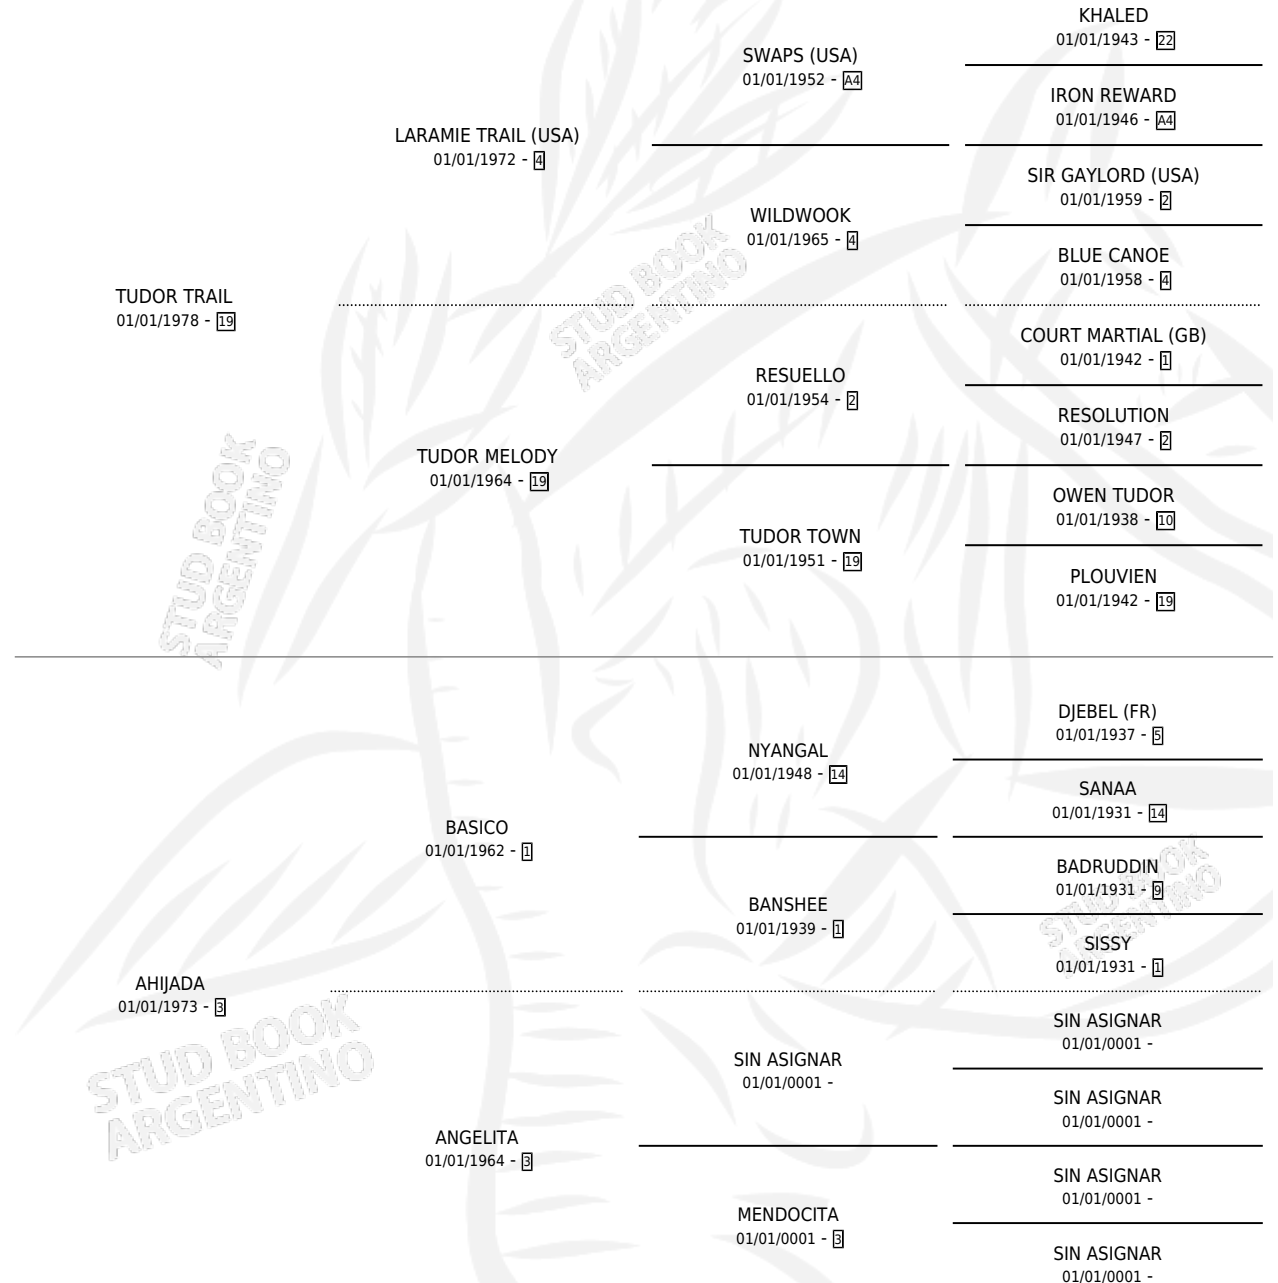 KHALED
01/01/1943 - 22
SWAPS (USA)
01/01/1952 - A4
IRON REWARD
01/01/1946 - A4
LARAMIE TRAIL (USA)
01/01/1972 - 4
SIR GAYLORD (USA)
01/01/1959 - 2
WILDWOOK
01/01/1965 - 4
BLUE CANOE
01/01/1958 - 4
TUDOR TRAIL
01/01/1978 - 19
STUD BOOK
ARGENTINO
COURT MARTIAL (GB)
01/01/1942 - 1
RESUELLO
01/01/1954 - 2
RESOLUTION
01/01/1947 - 2
TUDOR MELODY
01/01/1964 - 19
OWEN TUDOR
01/01/1938 - 10
TUDOR TOWN
01/01/1951 - 19
PLOUVIEN
01/01/1942 - 19
STUD BOOK
ARGENTINO
DJEBEL (FR)
01/01/1937 - 5
NYANGAL
01/01/1948 - 14
SANAA
01/01/1931 - 14
BASICO
01/01/1962 - 1
BADRUDDIN
01/01/1931 - 9
BANSHEE
01/01/1939 - 1
SISSY
01/01/1931 - 1
STUD BOOK
ARGENTINO
AHIJADA
01/01/1973 - 3
SIN ASIGNAR
01/01/0001 -
SIN ASIGNAR
01/01/0001 -
SIN ASIGNAR
01/01/0001 -
STUD BOOK
ARGENTINO
ANGELITA
01/01/1964 - 3
SIN ASIGNAR
01/01/0001 -
MENDOCITA
01/01/0001 - 3
SIN ASIGNAR
01/01/0001 -